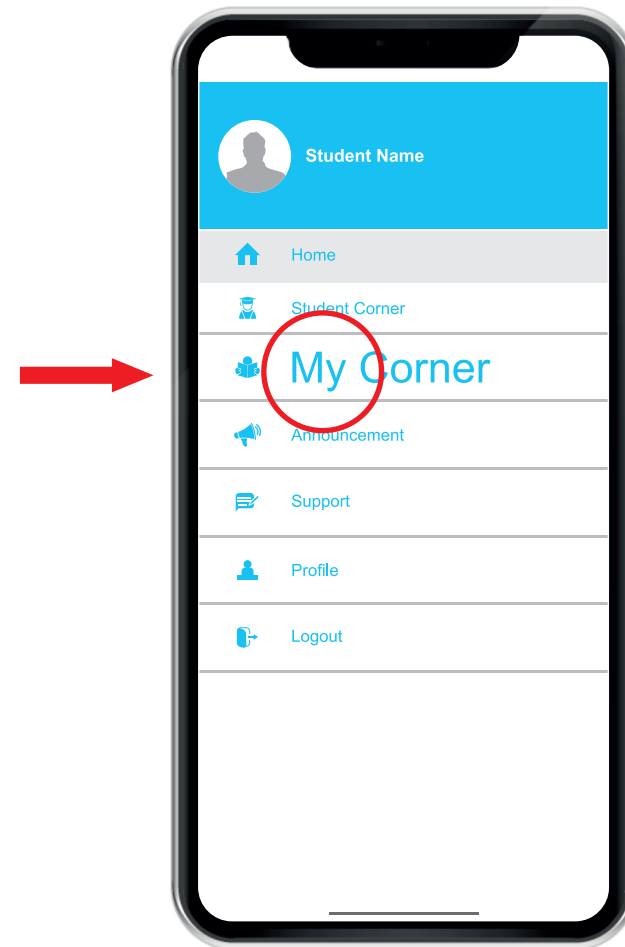 Student Name
Home
Student Corner
My Corner
Announcement
Support
Profile
Logout